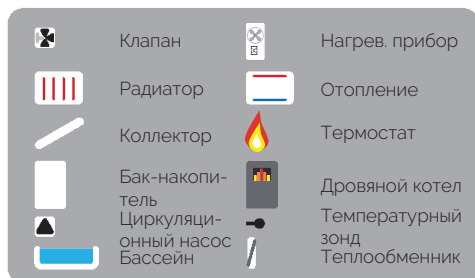 Клапан
Радиатор
Коллектор
Бак-накопи-
тель
Циркуляци-
онный насос
Бассейн
Нагрев. прибор
Отопление
Термостат
Дровяной котел
Температурный
зонд
Теплообменник